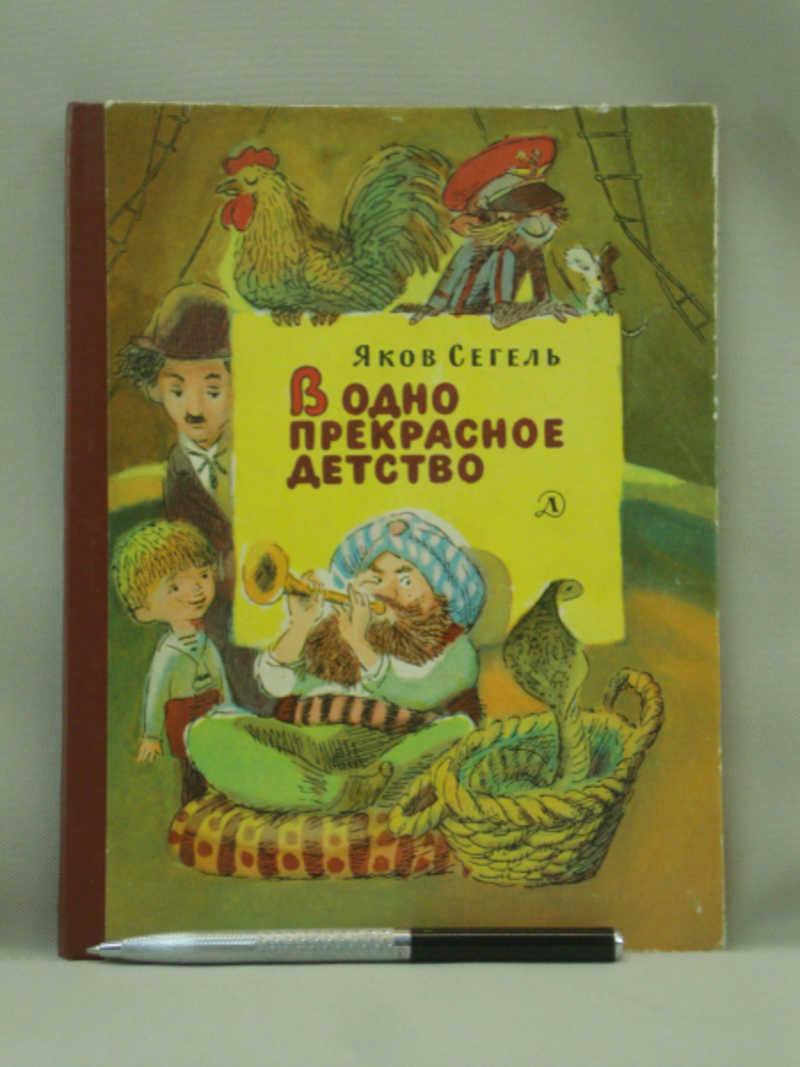 Яков Сегель
В одно
прекрасное
детство
Д